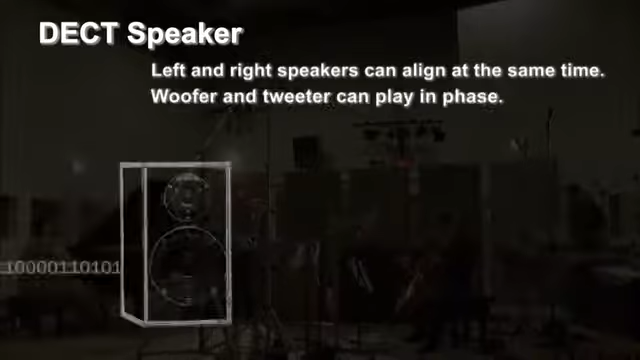 DECT Speaker
Left and right speakers can align at the same time.
Woofer and tweeter can play in phase.
10000110101